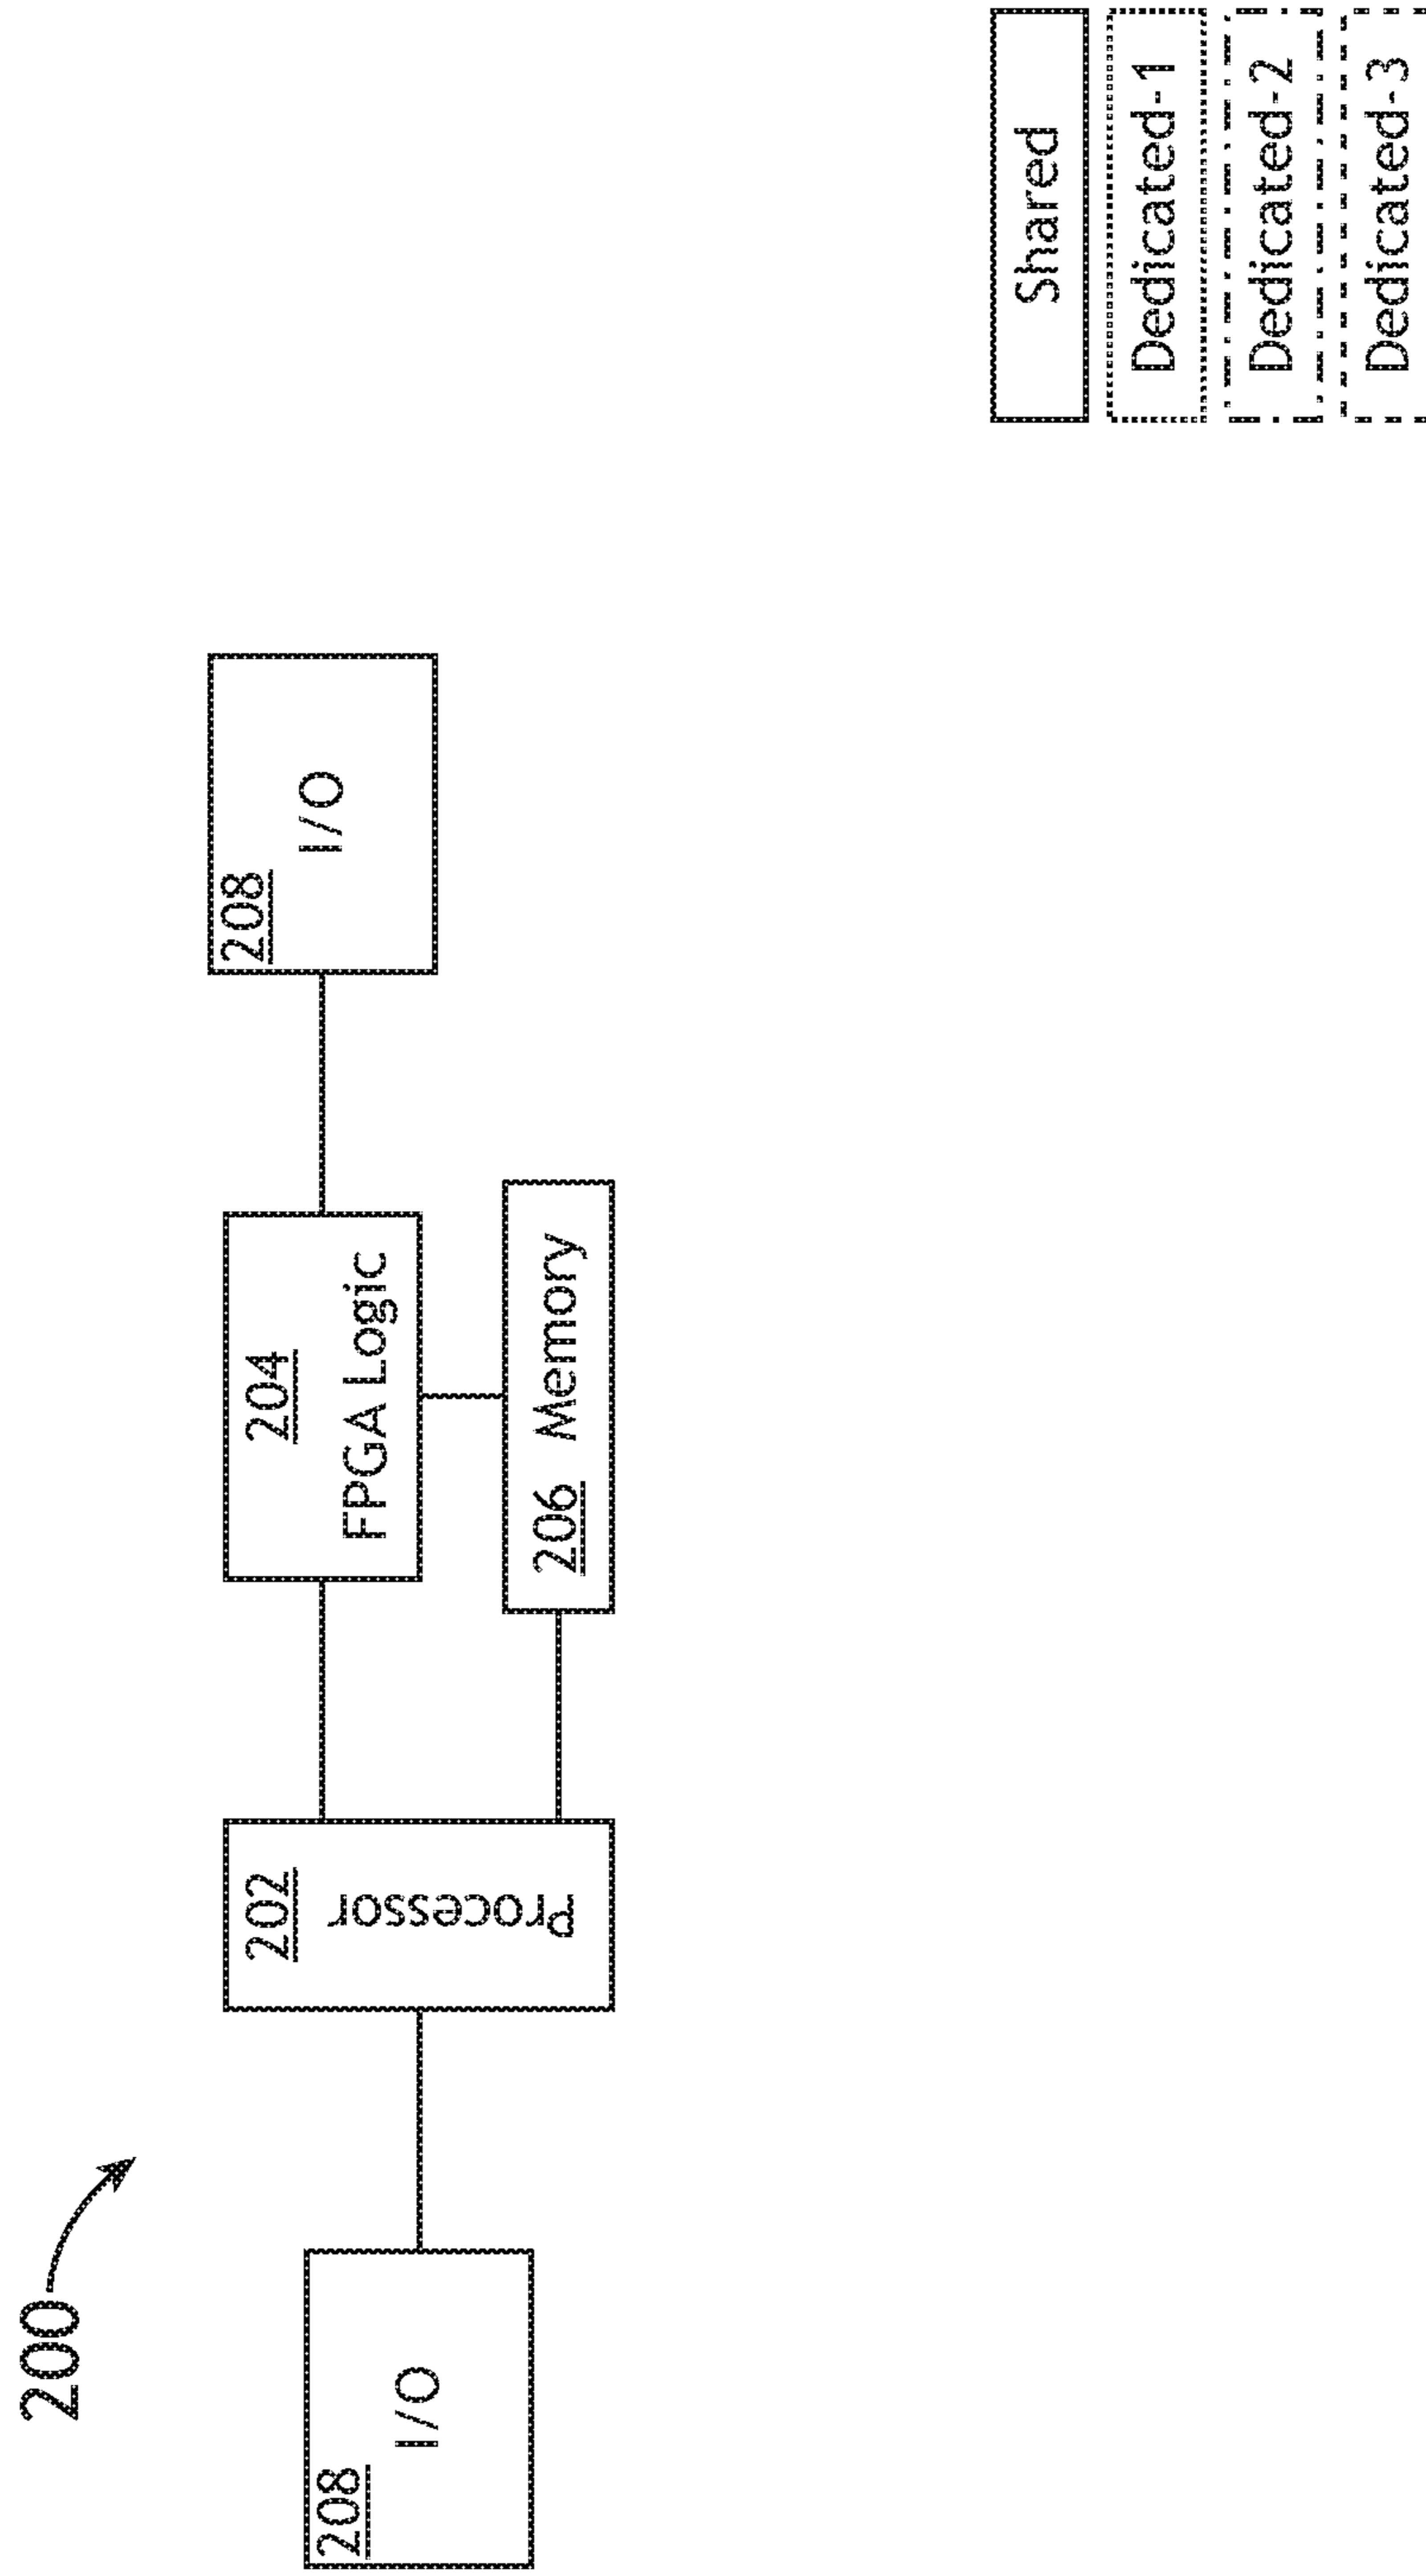 200
208
I/O
202
Processor
204
FPGA Logic
206 Memory
208
I/O
Shared
Dedicated-1
Dedicated-2
Dedicated-3